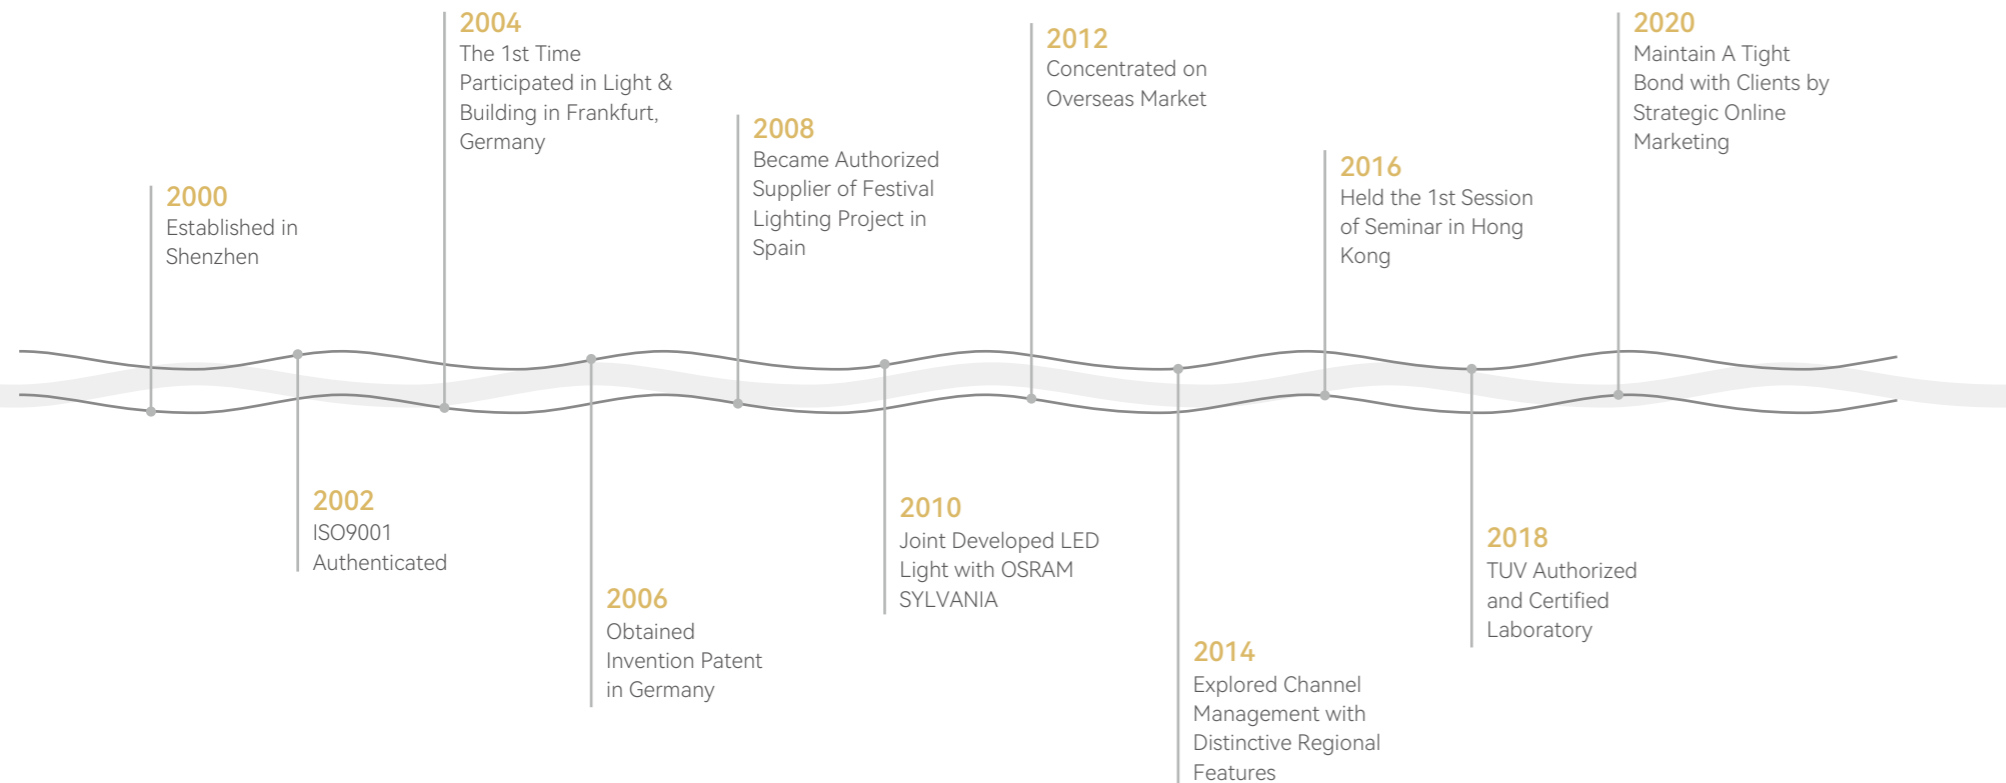 2000
Established in
Shenzhen
2002
ISO9001
Authenticated
2004
The 1st Time
Participated in Light &
Building in Frankfurt,
Germany
2006
Obtained
Invention Patent
in Germany
2008
Became Authorized
Supplier of Festival
Lighting Project in
Spain
2010
Joint Developed LED
Light with OSRAM
SYLVANIA
2012
Concentrated on
Overseas Market
2014
Explored Channel
Management with
Distinctive Regional
Features
2016
Held the 1st Session
of Seminar in Hong
Kong
2018
TUV Authorized
and Certified
Laboratory
2020
Maintain A Tight
Bond with Clients by
Strategic Online
Marketing